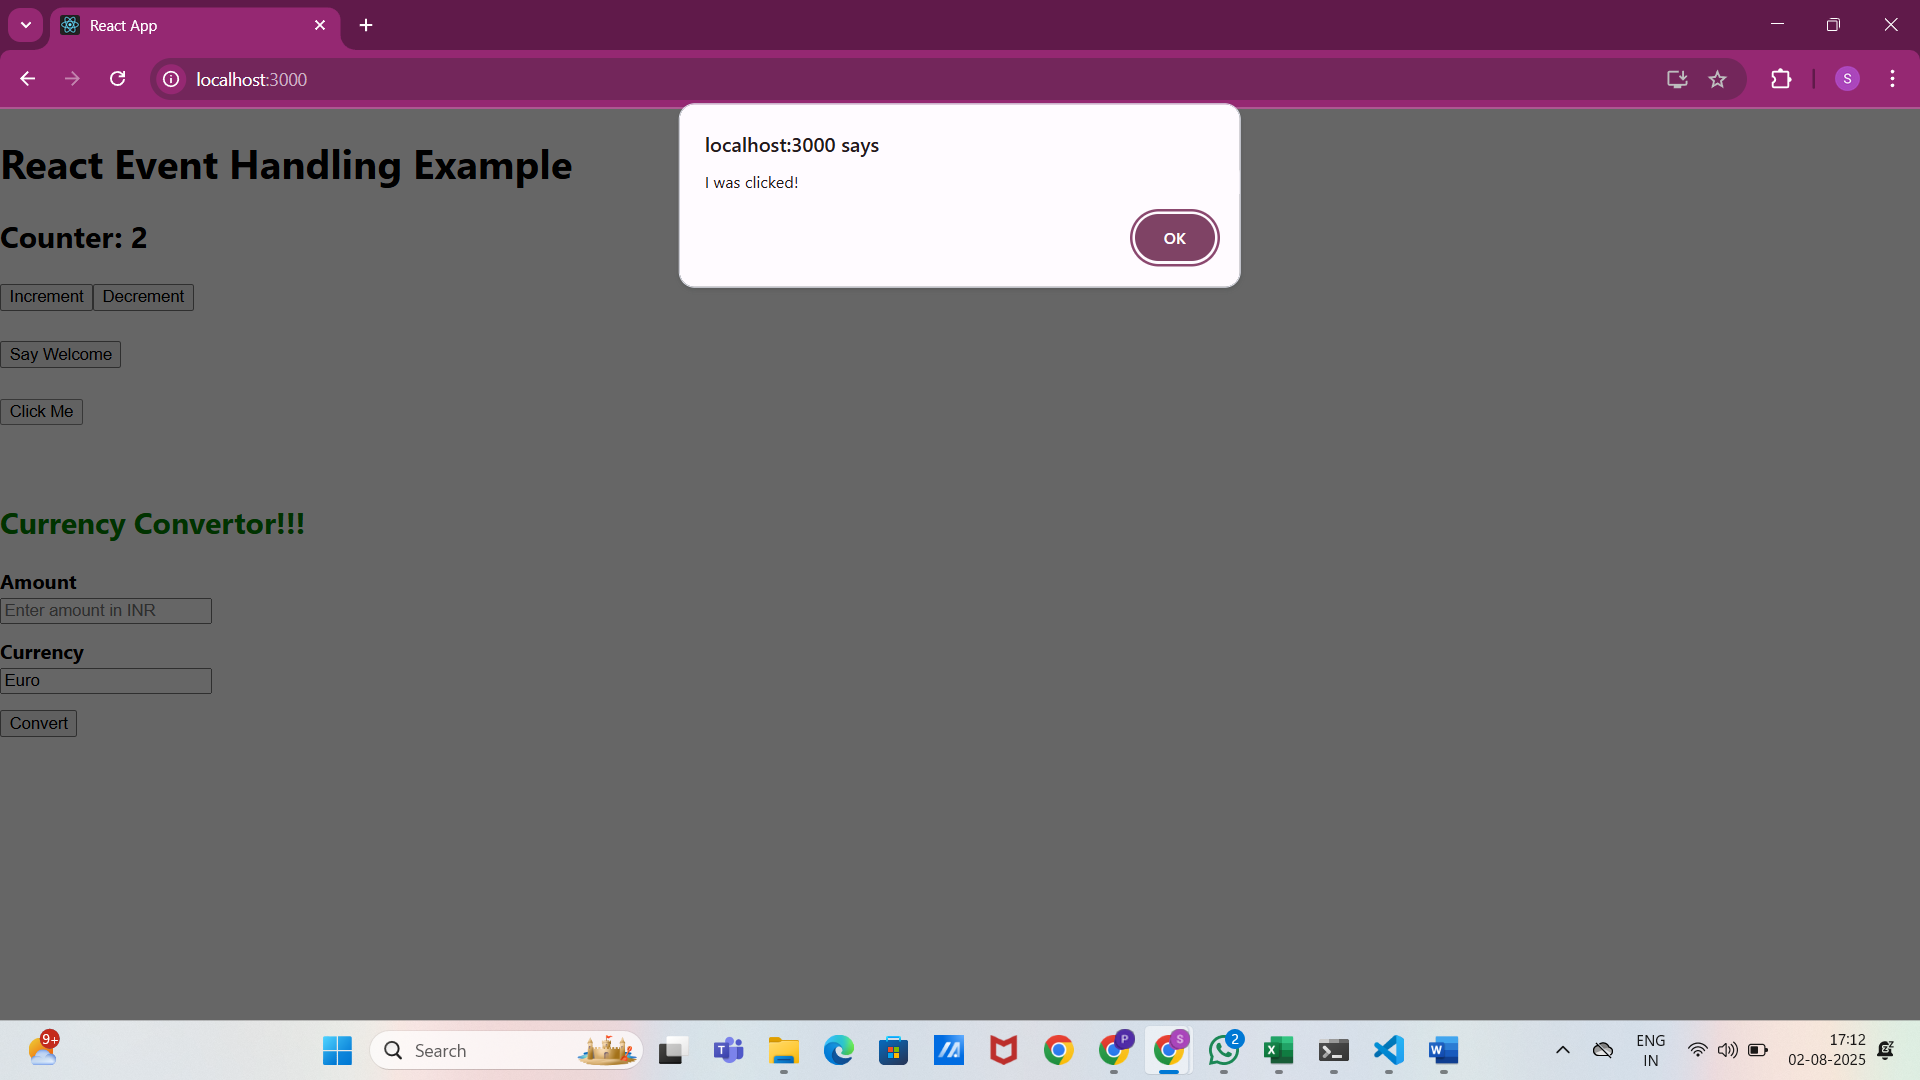 React App
localhost:3000
S
localhost:3000 says
I was clicked!
OK
React Event Handling Example
Counter: 2
Increment Decrement
Say Welcome
Click Me
Currency Convertor!!!
Amount
Enter amount in INR
Currency
Euro
Convert
9+
Search
T
P
S
2
X
W
ENG
IN
17:12
02-08-2025